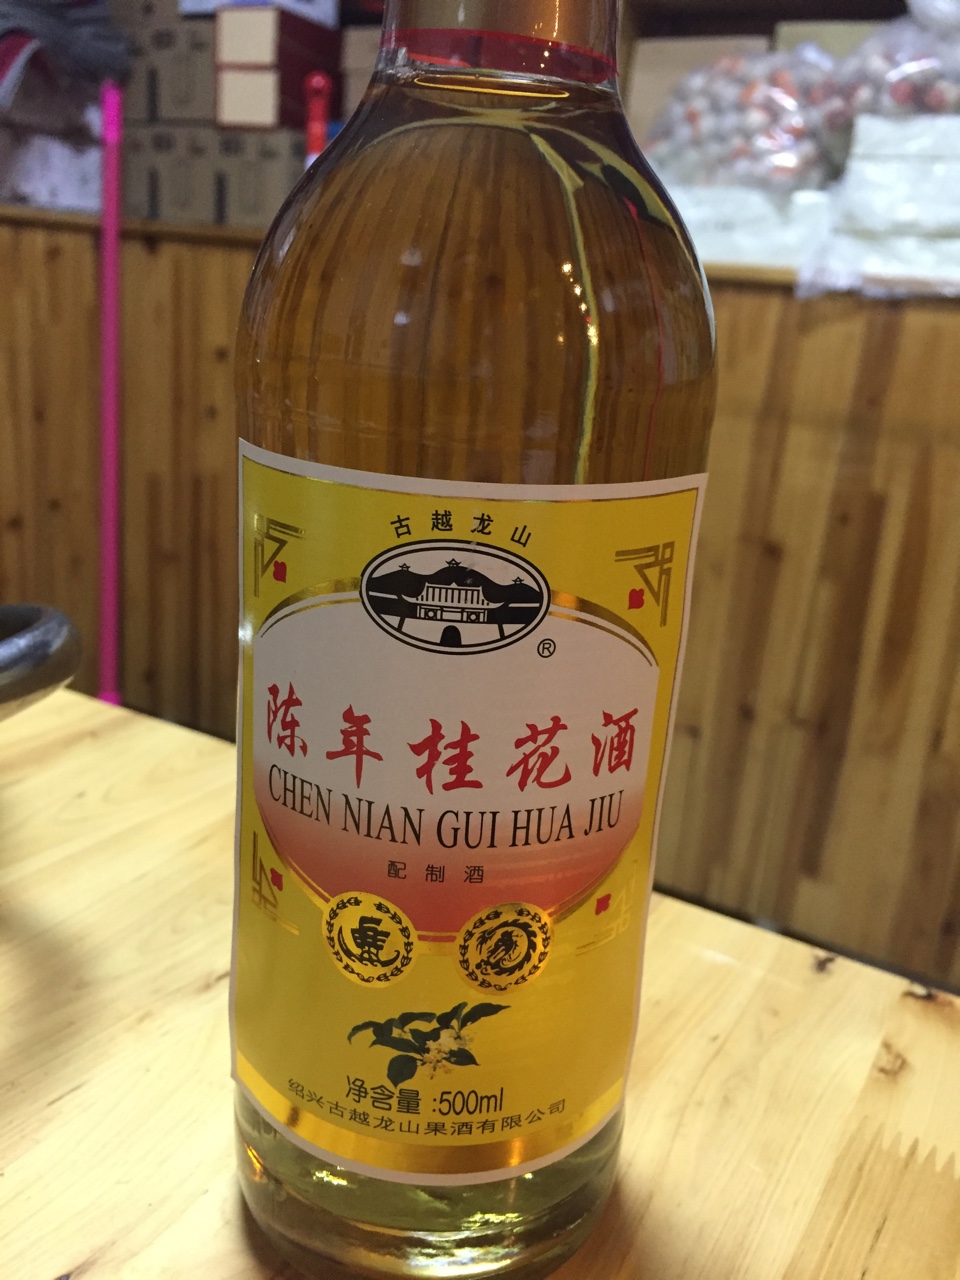 古越龙山
®
陈年桂花酒
CHEN NIAN GUI HUA JIU
配制酒
净含量:500ml
绍兴古越龙山果酒有限公司